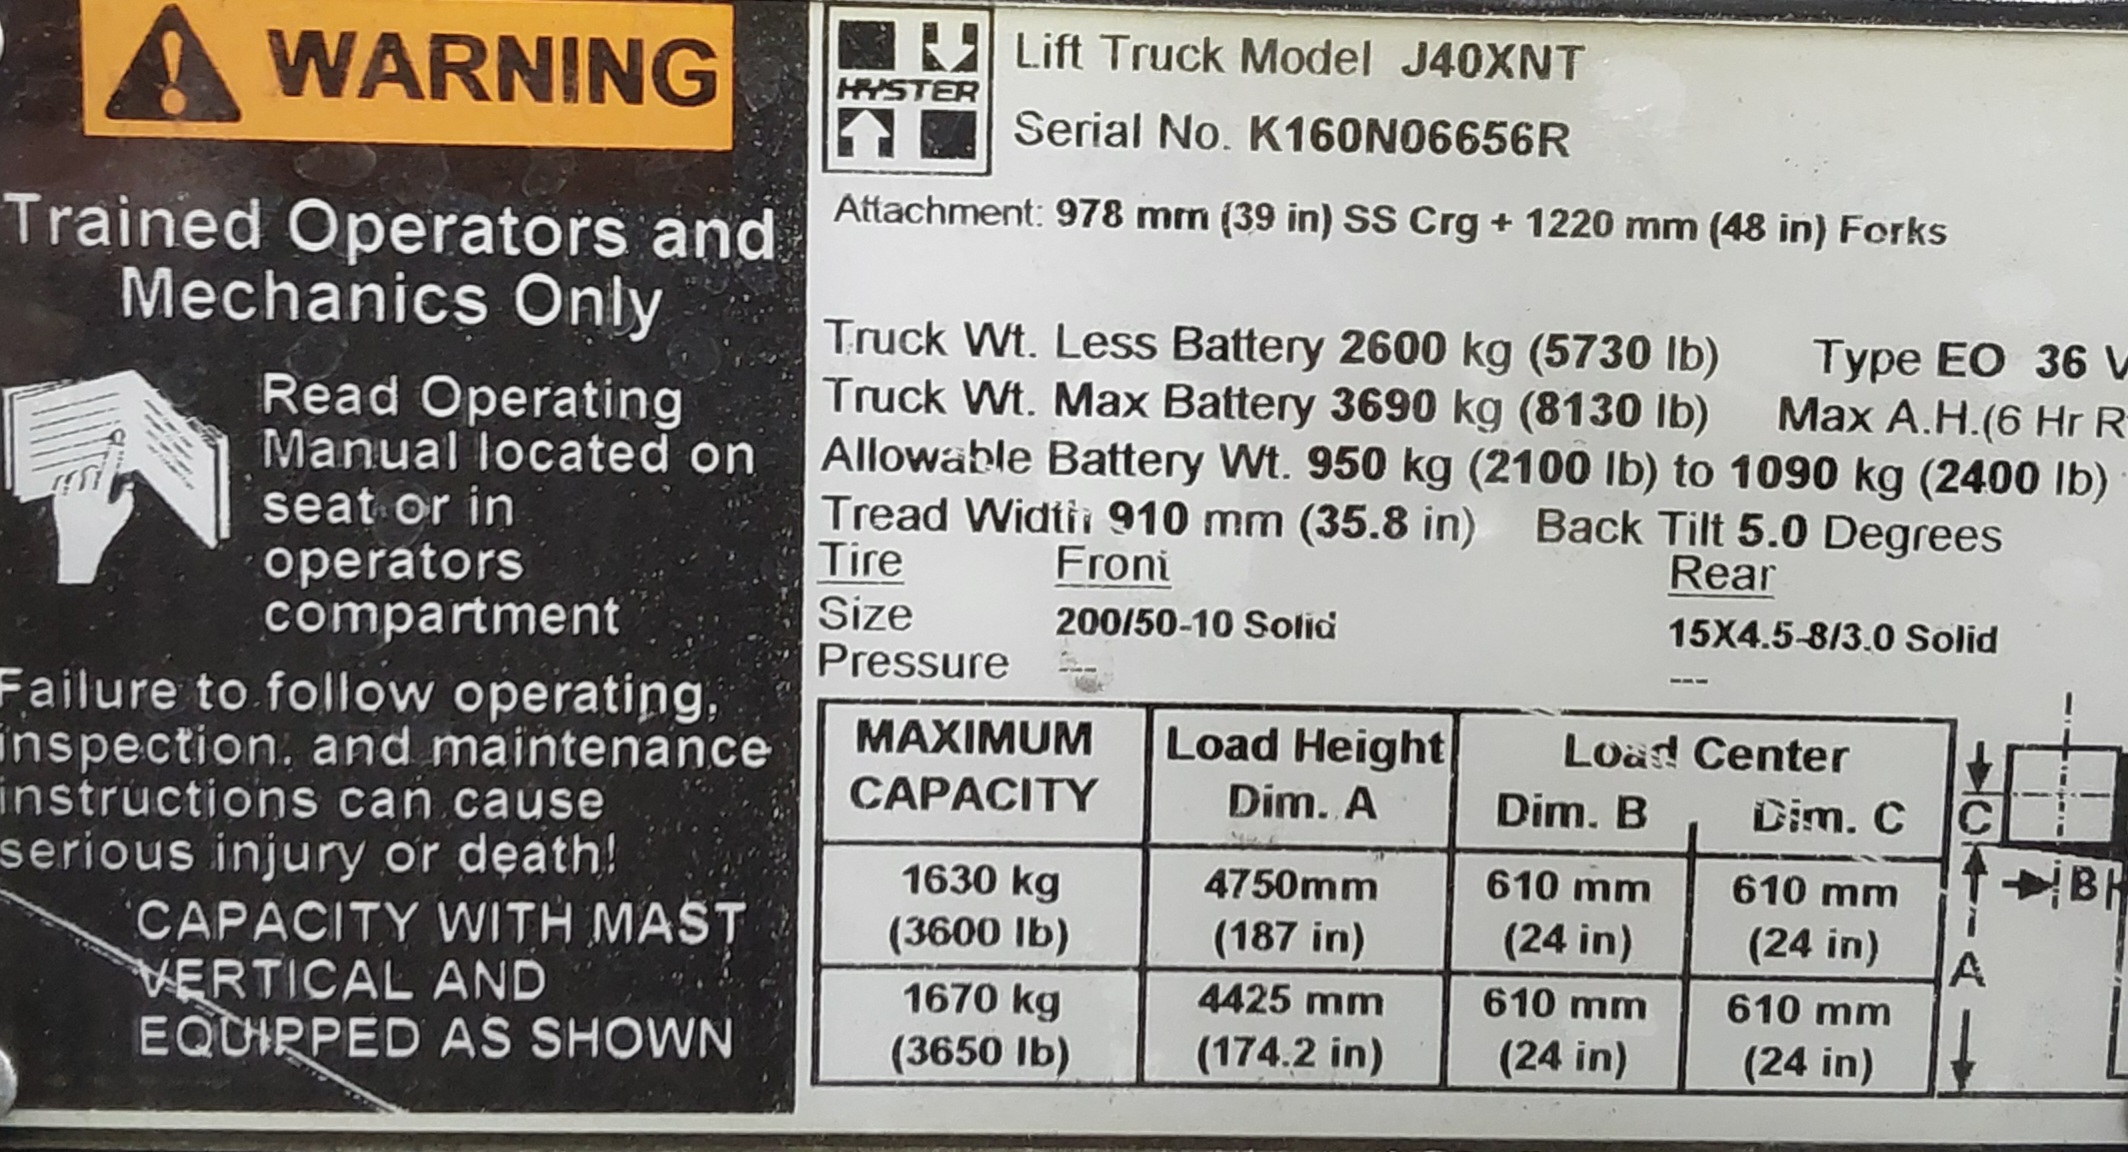 WARNING
Trained Operators and
Mechanics Only
Read Operating
Manual located on
seat or in
operators
compartment
Failure to follow operating,
inspection, and maintenance
instructions can cause
serious injury or death!
CAPACITY WITH MAST
VERTICAL AND
EQUIPPED AS SHOWN
HYSTER
Lift Truck Model J40XNT
Serial No. K160N06656R
Attachment: 978 mm (39 in) SS Crg + 1220 mm (48 in) Forks
Truck Wt. Less Battery 2600 kg (5730 lb) Type EO 36 V
Truck Wt. Max Battery 3690 kg (8130 lb) Max A.H.(6 Hr R
Allowable Battery Wt. 950 kg (2100 lb) to 1090 kg (2400 lb)
Tread Width 910 mm (35.8 in) Back Tilt 5.0 Degrees
Tire Front Rear
Size 200/50-10 Solid 15X4.5-8/3.0 Solid
Pressure --- ---
MAXIMUM CAPACITY Load Height Dim. A Load Center Dim. B Dim. C
1630 kg 4750mm 610 mm 610 mm
(3600 lb) (187 in) (24 in) (24 in)
1670 kg 4425 mm 610 mm 610 mm
(3650 lb) (174.2 in) (24 in) (24 in)
C
B
A